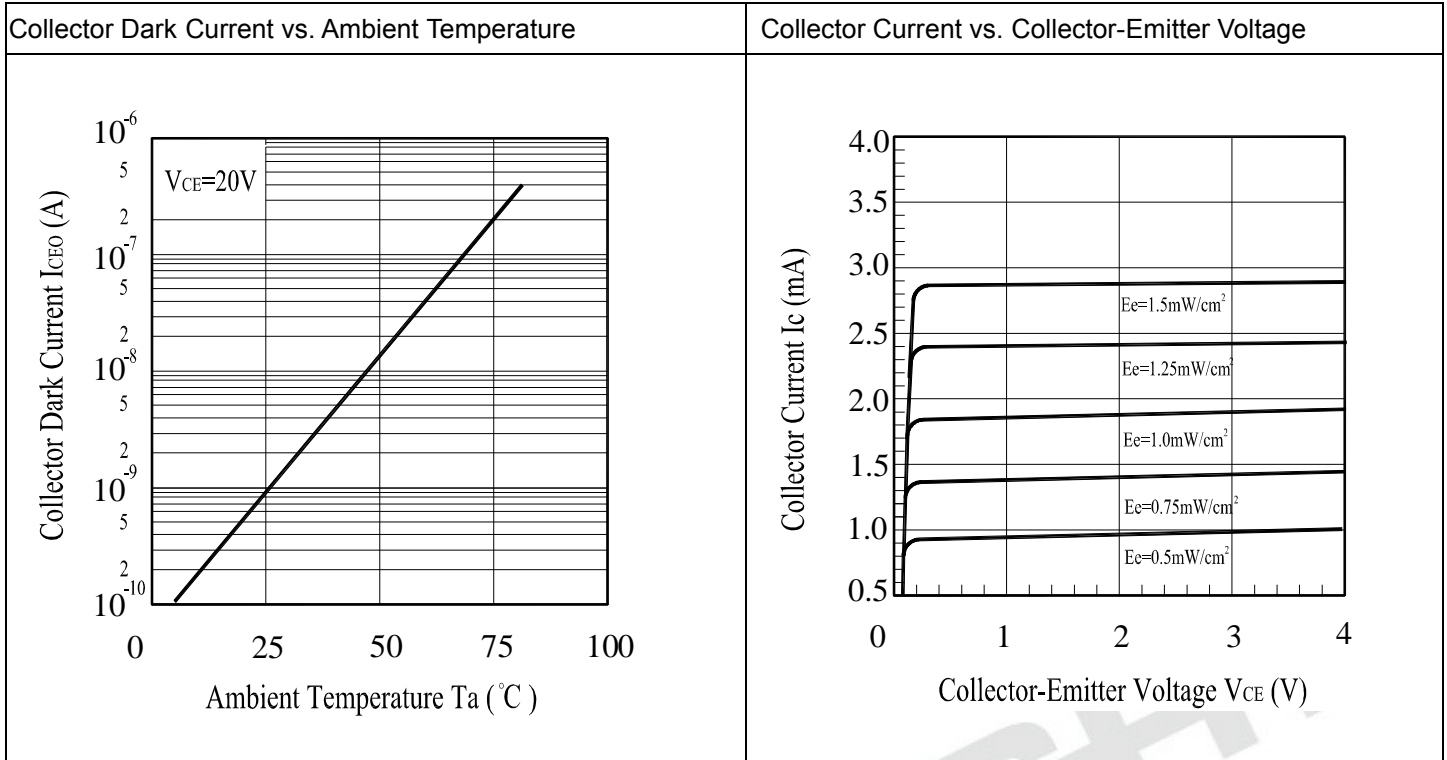 Collector Dark Current vs. Ambient Temperature
Collector Current vs. Collector-Emitter Voltage
10⁻⁶
5
2
10⁻⁷
5
2
10⁻⁸
5
2
10⁻⁹
5
2
10⁻¹⁰
VCE=20V
Collector Dark Current ICEO (A)
0 25 50 75 100
Ambient Temperature Ta (℃)
4.0
3.5
3.0
2.5
2.0
1.5
1.0
0.5
Collector Current Ic (mA)
Ee=1.5mW/cm²
Ee=1.25mW/cm²
Ee=1.0mW/cm²
Ee=0.75mW/cm²
Ee=0.5mW/cm²
0 1 2 3 4
Collector-Emitter Voltage VCE (V)